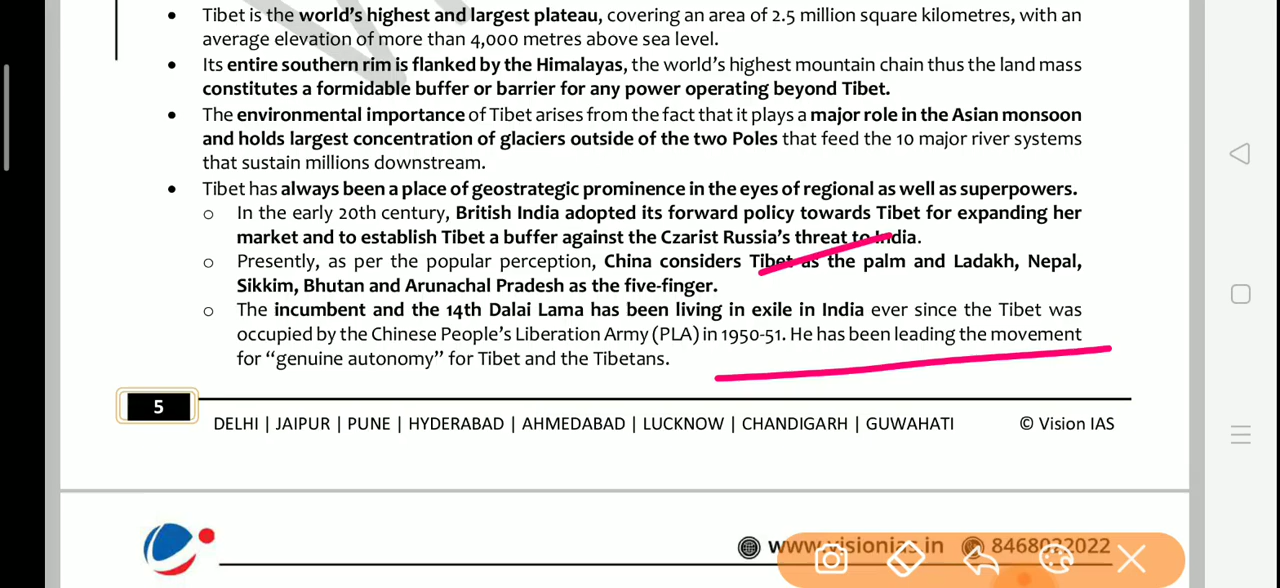 • Tibet is the world's highest and largest plateau, covering an area of 2.5 million square kilometres, with an
average elevation of more than 4,000 metres above sea level.
• Its entire southern rim is flanked by the Himalayas, the world's highest mountain chain thus the land mass
constitutes a formidable buffer or barrier for any power operating beyond Tibet.
• The environmental importance of Tibet arises from the fact that it plays a major role in the Asian monsoon
and holds largest concentration of glaciers outside of the two Poles that feed the 10 major river systems
that sustain millions downstream.
• Tibet has always been a place of geostrategic prominence in the eyes of regional as well as superpowers.
o In the early 20th century, British India adopted its forward policy towards Tibet for expanding her
market and to establish Tibet a buffer against the Czarist Russia's threat to India.
o Presently, as per the popular perception, China considers Tibet as the palm and Ladakh, Nepal,
Sikkim, Bhutan and Arunachal Pradesh as the five-finger.
o The incumbent and the 14th Dalai Lama has been living in exile in India ever since the Tibet was
occupied by the Chinese People's Liberation Army (PLA) in 1950-51. He has been leading the movement
for "genuine autonomy" for Tibet and the Tibetans.
5
DELHI | JAIPUR | PUNE | HYDERABAD | AHMEDABAD | LUCKNOW | CHANDIGARH | GUWAHATI © Vision IAS
www.visionias.in 8468022022